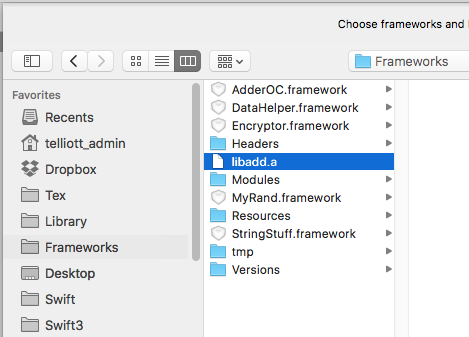 Choose frameworks and
Frameworks
Favorites
Recents
telliott_admin
Dropbox
Tex
Library
Frameworks
Desktop
Swift
Swift3
AdderOC.framework
DataHelper.framework
Encryptor.framework
Headers
libadd.a
Modules
MyRand.framework
Resources
StringStuff.framework
tmp
Versions